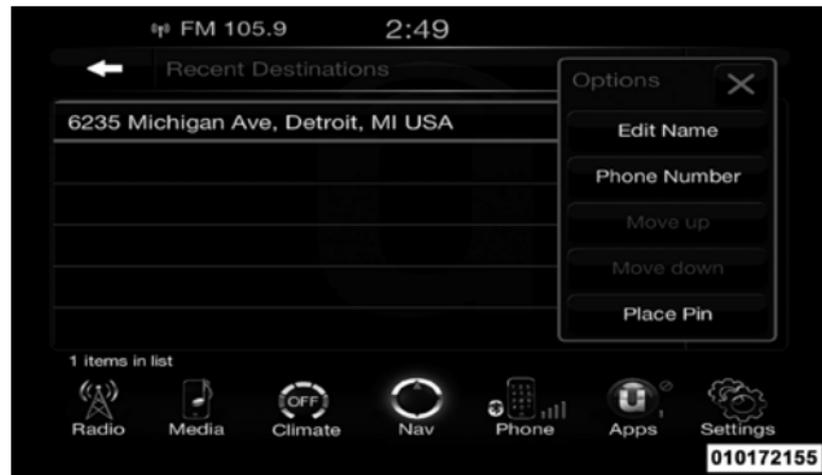 FM 105.9 2:49
Recent Destinations
Options
6235 Michigan Ave, Detroit, MI USA
Edit Name
Phone Number
Move up
Move down
Place Pin
1 items in list
OFF
Radio Media Climate Nav Phone Apps Settings
010172155